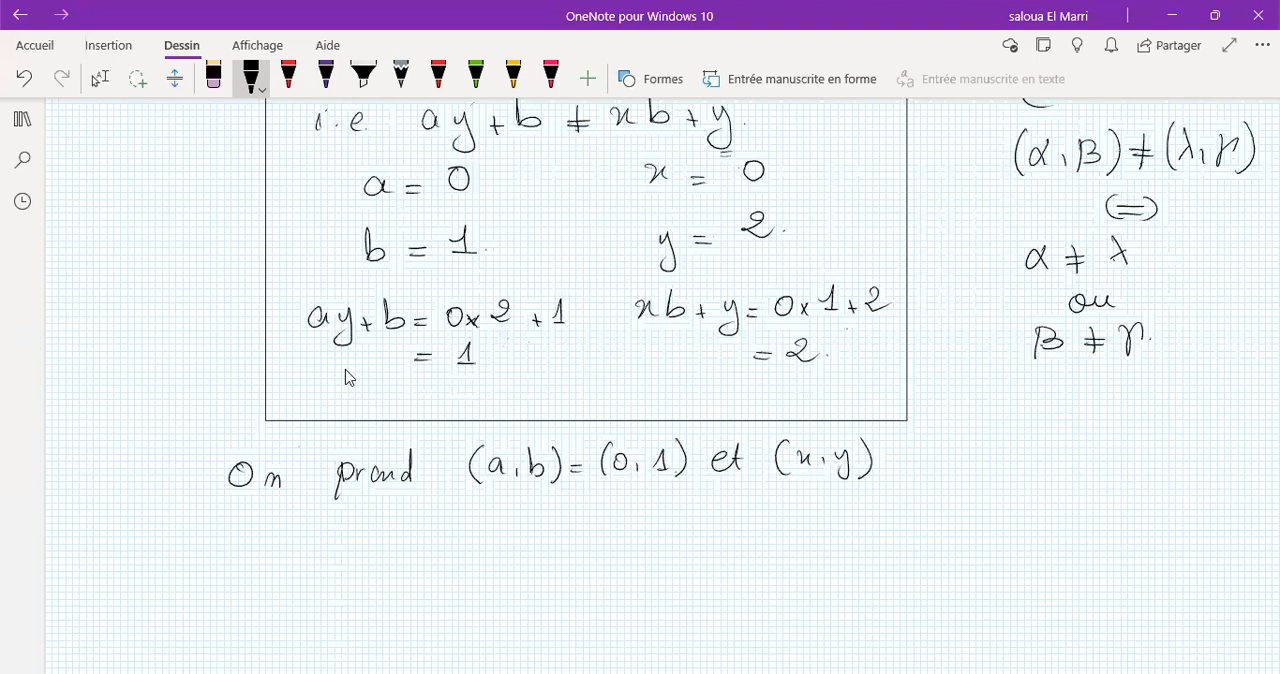 OneNote pour Windows 10
saloua El Marri
Accueil Insertion Dessin Affichage Aide
Partager
Formes Entrée manuscrite en forme Entrée manuscrite en texte
i.e ay + b ≠ xb + y.
a = 0 x = 0
b = 1. y = 2.
ay + b = 0 x 2 + 1 xb + y = 0 x 1 + 2
= 1 = 2.
(α, β) ≠ (λ, γ)
(=)
α ≠ λ
ou
β ≠ γ.
On prend (a, b) = (0, 1) et (x, y)